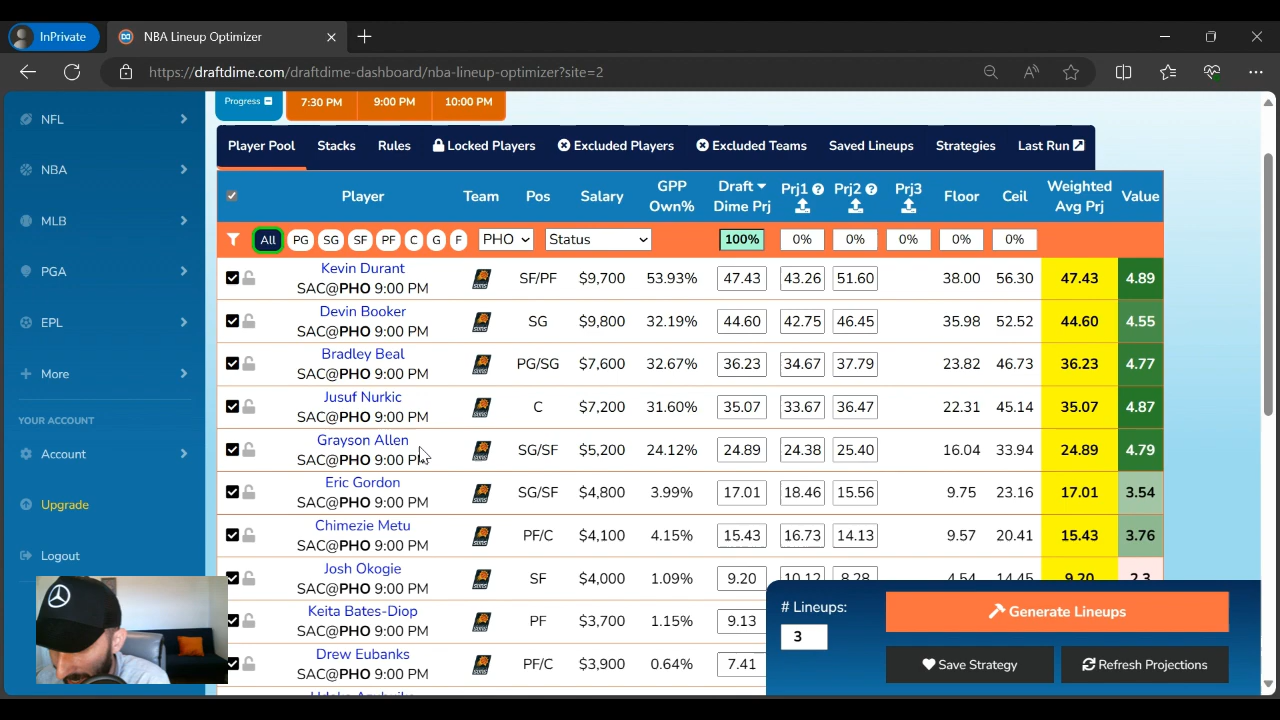 InPrivate
NBA Lineup Optimizer
https://draftdime.com/draftdime-dashboard/nba-lineup-optimizer?site=2
NFL
NBA
MLB
PGA
EPL
More
YOUR ACCOUNT
Account
Upgrade
Logout
Progress
7:30 PM 9:00 PM 10:00 PM
Player Pool Stacks Rules Locked Players Excluded Players Excluded Teams Saved Lineups Strategies Last Run
Player Team Pos Salary GPP Own% Draft Dime Prj Prj1 Prj2 Prj3 Floor Ceil Weighted Avg Prj Value
All PG SG SF PF C G F PHO Status 100% 0% 0% 0% 0% 0%
Kevin Durant
SAC@PHO 9:00 PM SF/PF $9,700 53.93% 47.43 43.26 51.60 38.00 56.30 47.43 4.89
Devin Booker
SAC@PHO 9:00 PM SG $9,800 32.19% 44.60 42.75 46.45 35.98 52.52 44.60 4.55
Bradley Beal
SAC@PHO 9:00 PM PG/SG $7,600 32.67% 36.23 34.67 37.79 23.82 46.73 36.23 4.77
Jusuf Nurkic
SAC@PHO 9:00 PM C $7,200 31.60% 35.07 33.67 36.47 22.31 45.14 35.07 4.87
Grayson Allen
SAC@PHO 9:00 PM SG/SF $5,200 24.12% 24.89 24.38 25.40 16.04 33.94 24.89 4.79
Eric Gordon
SAC@PHO 9:00 PM SG/SF $4,800 3.99% 17.01 18.46 15.56 9.75 23.16 17.01 3.54
Chimezie Metu
SAC@PHO 9:00 PM PF/C $4,100 4.15% 15.43 16.73 14.13 9.57 20.41 15.43 3.76
Josh Okogie
SAC@PHO 9:00 PM SF $4,000 1.09% 9.20 10.12 8.28 4.54 14.45 9.20 2.3
Keita Bates-Diop
SAC@PHO 9:00 PM PF $3,700 1.15% 9.13
Drew Eubanks
SAC@PHO 9:00 PM PF/C $3,900 0.64% 7.41
# Lineups:
3
Generate Lineups
Save Strategy
Refresh Projections